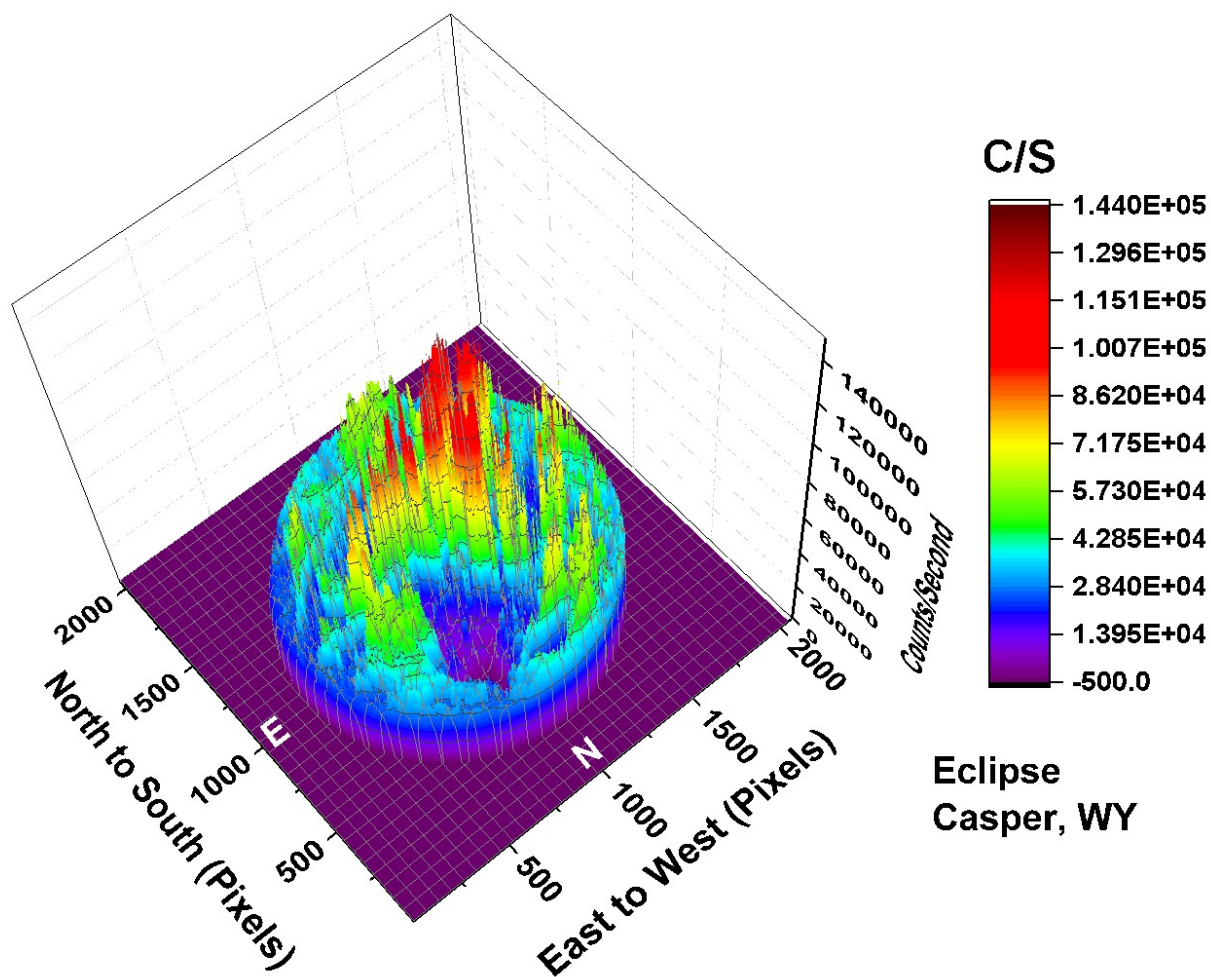 C/S
1.440E+05
1.296E+05
1.151E+05
1.007E+05
8.620E+04
7.175E+04
5.730E+04
4.285E+04
2.840E+04
1.395E+04
-500.0
140000
120000
100000
80000
60000
40000
20000
0
Counts/Second
2000
1500
1000
500
North to South (Pixels)
E
N
500
1000
1500
2000
East to West (Pixels)
Eclipse
Casper, WY